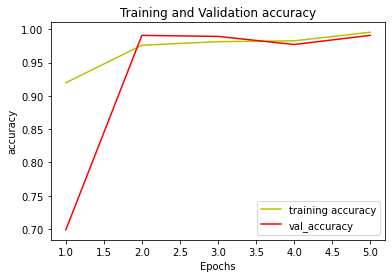 Training and Validation accuracy
1.00
0.95
0.90
0.85
0.80
0.75
0.70
accuracy
training accuracy
val_accuracy
1.0 1.5 2.0 2.5 3.0 3.5 4.0 4.5 5.0
Epochs